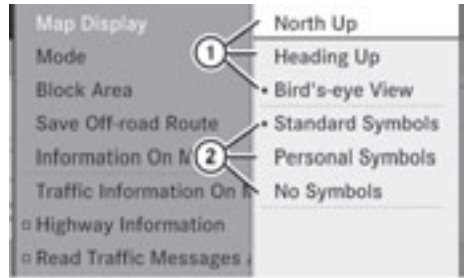 Map Display
Mode
Block Area
Save Off-road Route
Information On
Traffic Information On
Highway Information
Read Traffic Messages
1
2
North Up
Heading Up
Bird's-eye View
Standard Symbols
Personal Symbols
No Symbols